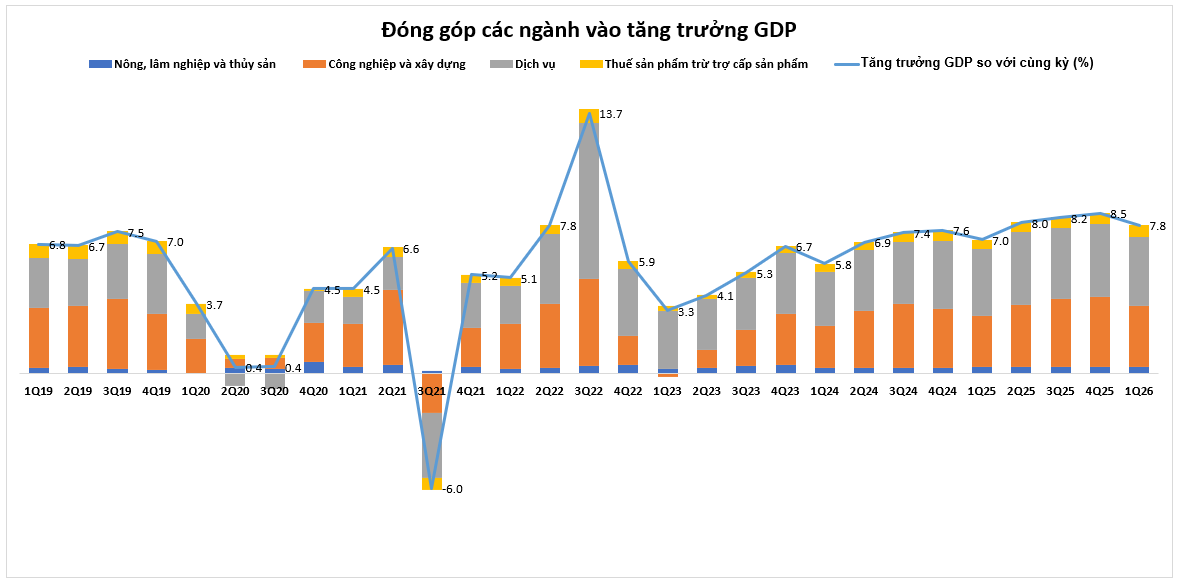 Đóng góp các ngành vào tăng trưởng GDP
Nông, lâm nghiệp và thủy sản Công nghiệp và xây dựng Dịch vụ Thuế sản phẩm trừ trợ cấp sản phẩm Tăng trưởng GDP so với cùng kỳ (%)
13.7
6.8 6.7 7.5 7.0 3.7 0.4 0.4 4.5 4.5 6.6 5.2 5.1 7.8 5.9 3.3 4.1 5.3 6.7 5.8 6.9 7.4 7.6 7.0 8.0 8.2 8.5 7.8
1Q19 2Q19 3Q19 4Q19 1Q20 2Q20 3Q20 4Q20 1Q21 2Q21 3Q21 4Q21 1Q22 2Q22 3Q22 4Q22 1Q23 2Q23 3Q23 4Q23 1Q24 2Q24 3Q24 4Q24 1Q25 2Q25 3Q25 4Q25 1Q26
-6.0